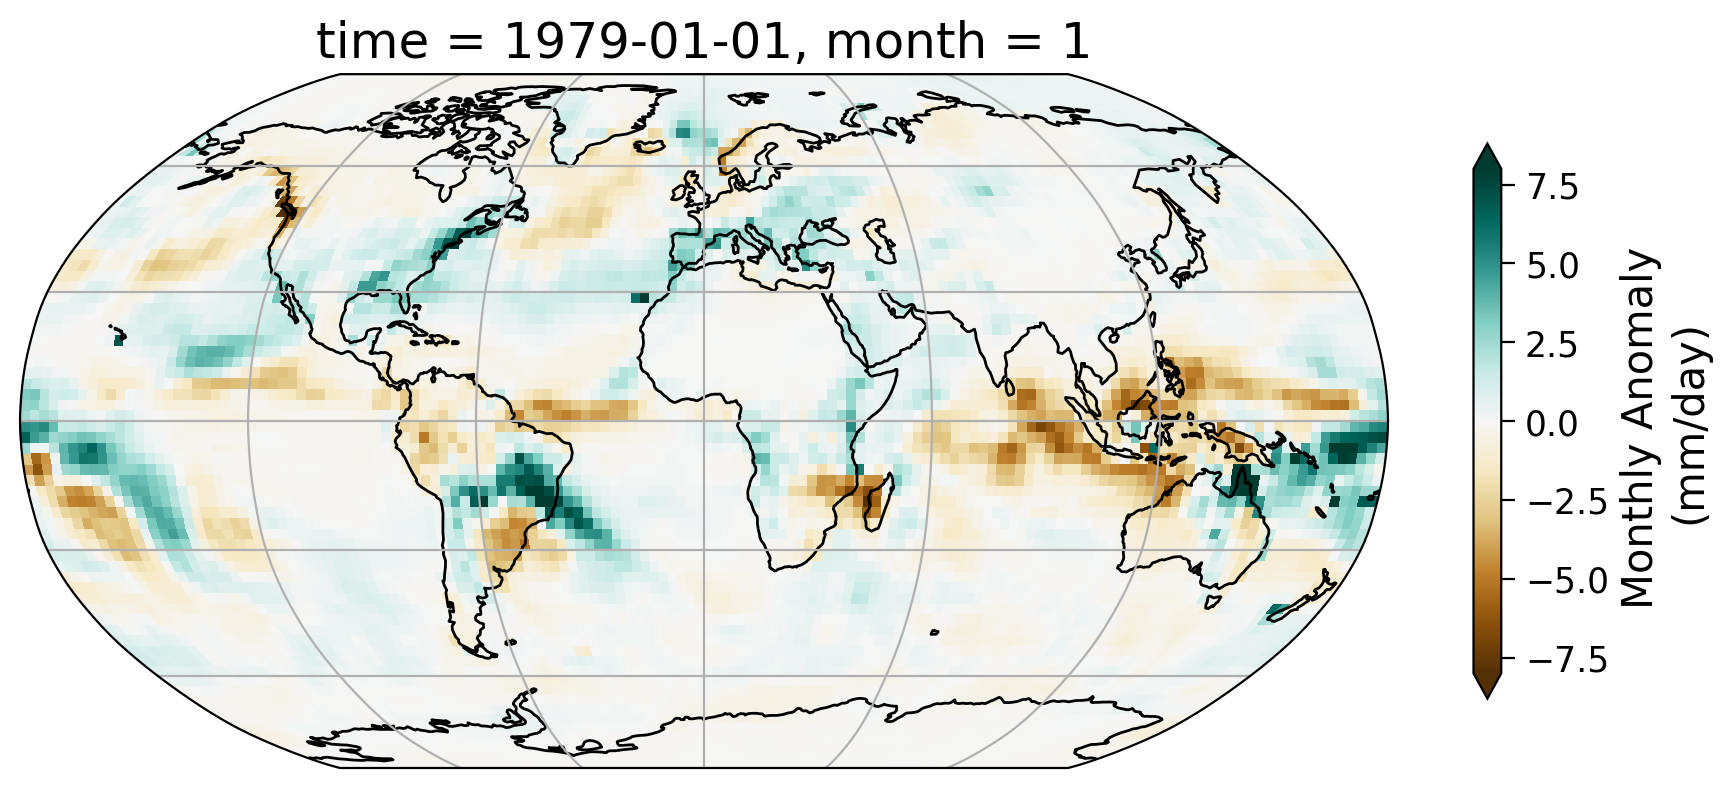 time = 1979-01-01, month = 1
7.5
5.0
2.5
0.0
−2.5
−5.0
−7.5
Monthly Anomaly
(mm/day)